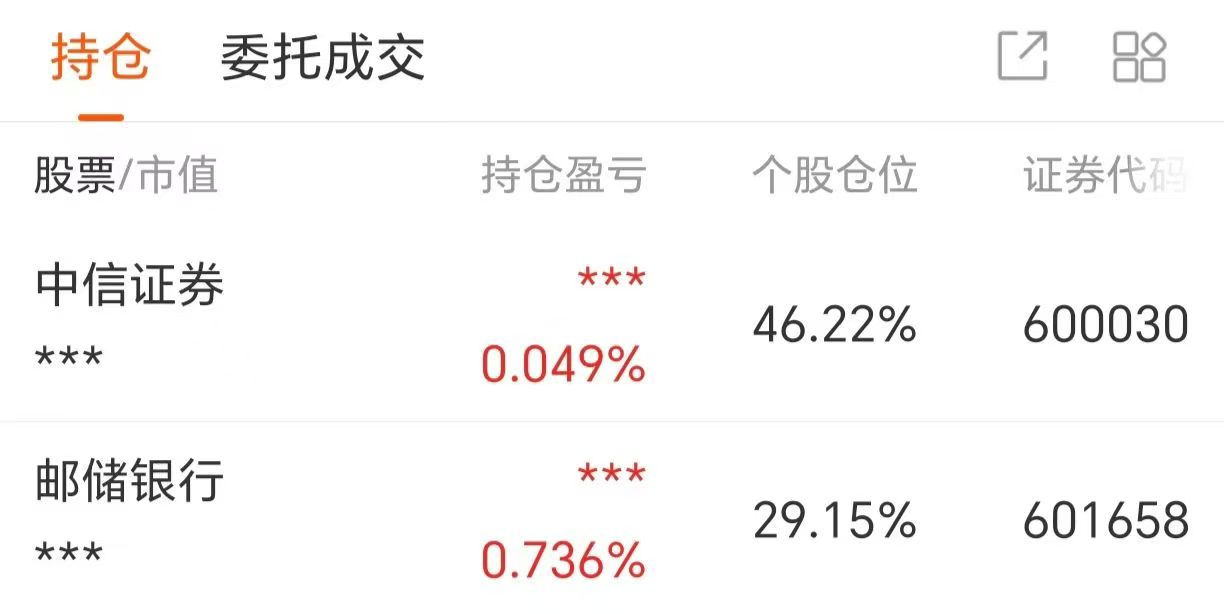 持仓 委托成交
股票/市值 持仓盈亏 个股仓位 证券代码
中信证券 ***
46.22% 600030
*** 0.049%
邮储银行 ***
29.15% 601658
*** 0.736%